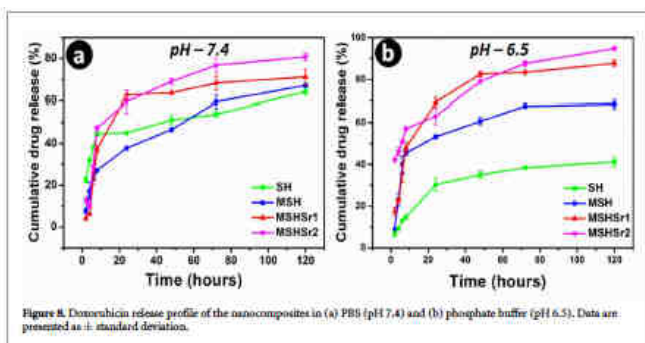 a
pH – 7.4
Cumulative drug release (%)
80
60
40
20
0
SH
MSH
MSHSr1
MSHSr2
0 20 40 60 80 100 120
Time (hours)
b
pH – 6.5
Cumulative drug release (%)
100
80
60
40
20
0
SH
MSH
MSHSr1
MSHSr2
0 20 40 60 80 100 120
Time (hours)
Figure 8. Doxorubicin release profile of the nanocomposites in (a) PBS (pH 7.4) and (b) phosphate buffer (pH 6.5). Data are
presented as ± standard deviation.